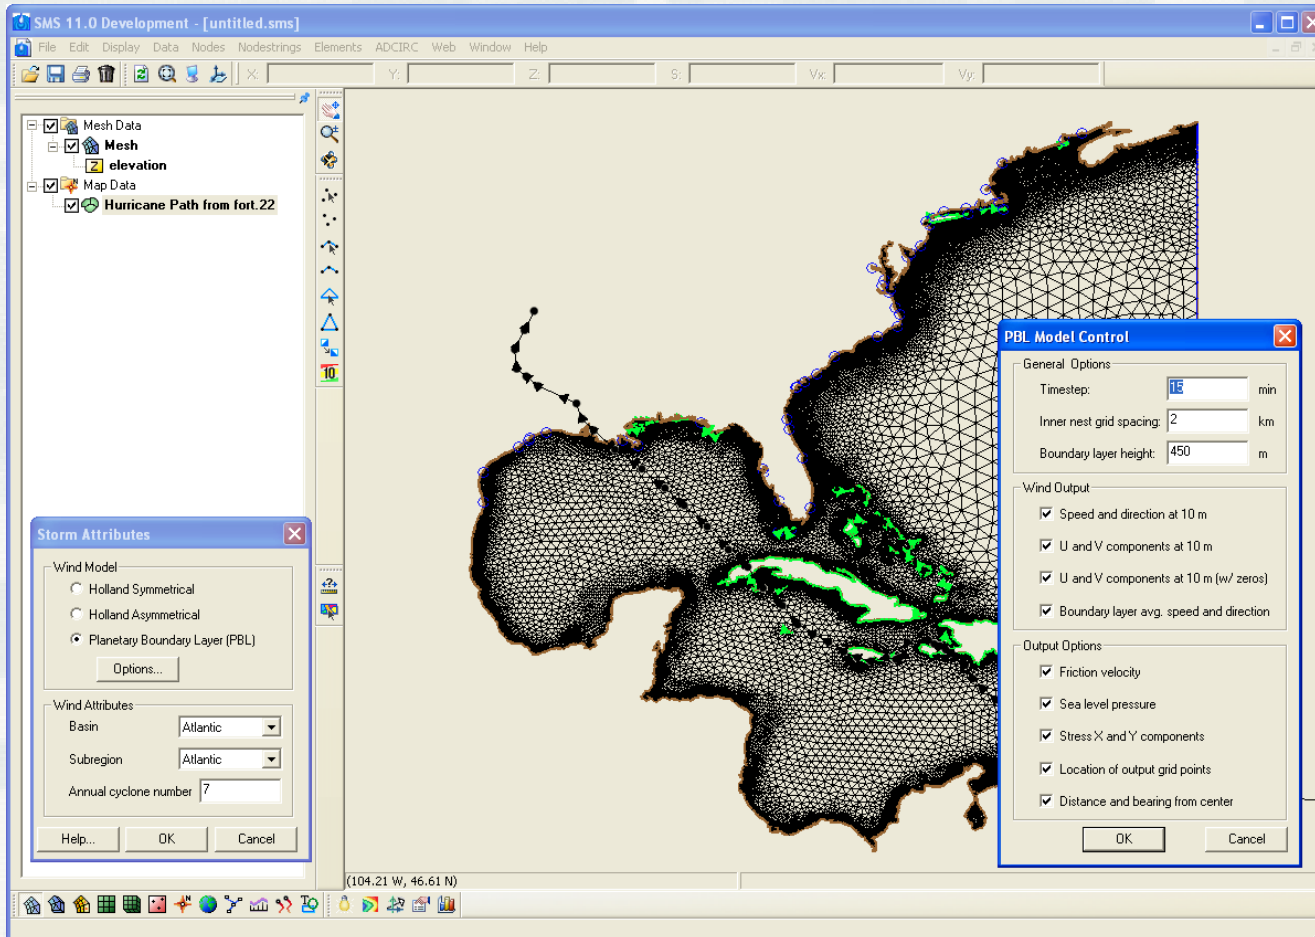 SMS 11.0 Development - [untitled.sms]
File Edit Display Data Nodes Nodestrings Elements ADCIRC Web Window Help
X: Y: Z: S: Vx: Vy:
Mesh Data
Mesh
Z elevation
Map Data
Hurricane Path from fort.22
10
Storm Attributes
Wind Model
Holland Symmetrical
Holland Asymmetrical
Planetary Boundary Layer (PBL)
Options...
Wind Attributes
Basin Atlantic
Subregion Atlantic
Annual cyclone number 7
Help... OK Cancel
PBL Model Control
General Options
Timestep: 15 min
Inner nest grid spacing: 2 km
Boundary layer height: 450 m
Wind Output
Speed and direction at 10 m
U and V components at 10 m
U and V components at 10 m (w/ zeros)
Boundary layer avg. speed and direction
Output Options
Friction velocity
Sea level pressure
Stress X and Y components
Location of output grid points
Distance and bearing from center
OK Cancel
(104.21 W, 46.61 N)